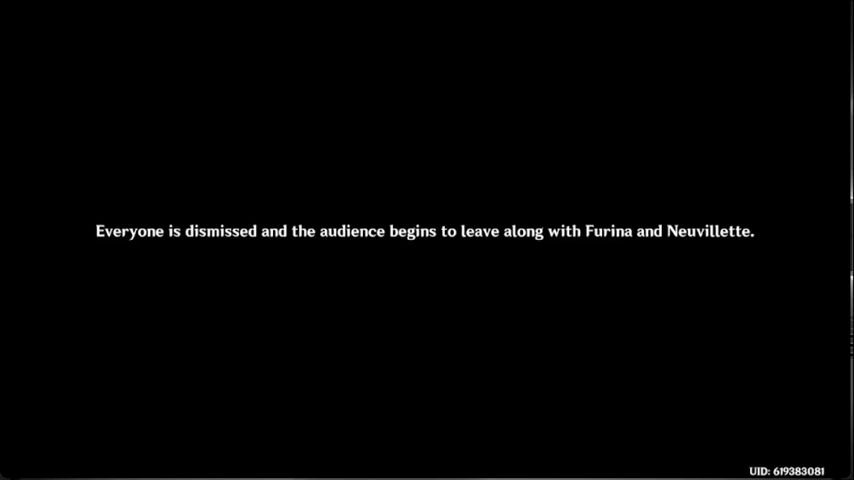 Everyone is dismissed and the audience begins to leave along with Furina and Neuvillette.
UID: 619383081